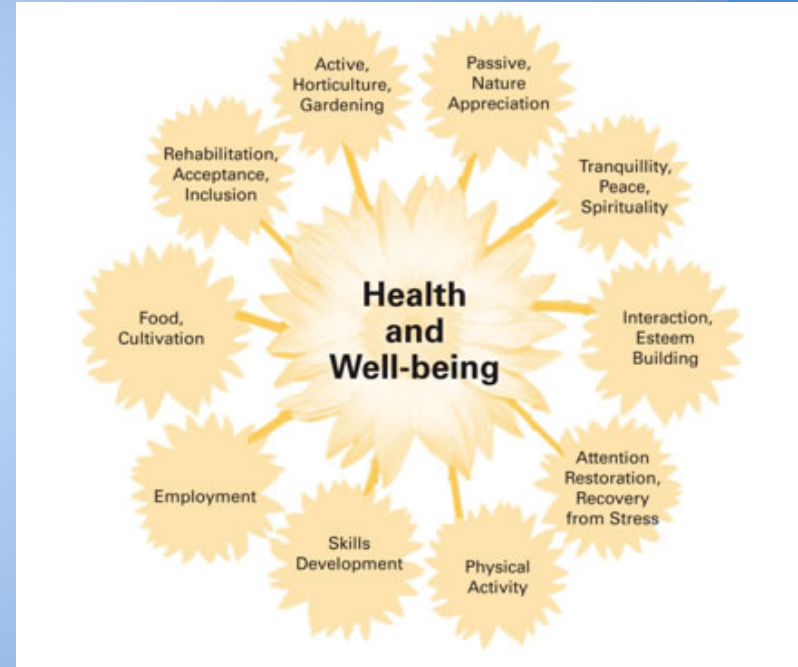 Active,
Horticulture,
Gardening
Passive,
Nature
Appreciation
Tranquillity,
Peace,
Spirituality
Interaction,
Esteem
Building
Attention
Restoration,
Recovery
from Stress
Physical
Activity
Skills
Development
Employment
Food,
Cultivation
Rehabilitation,
Acceptance,
Inclusion
Health
and
Well-being